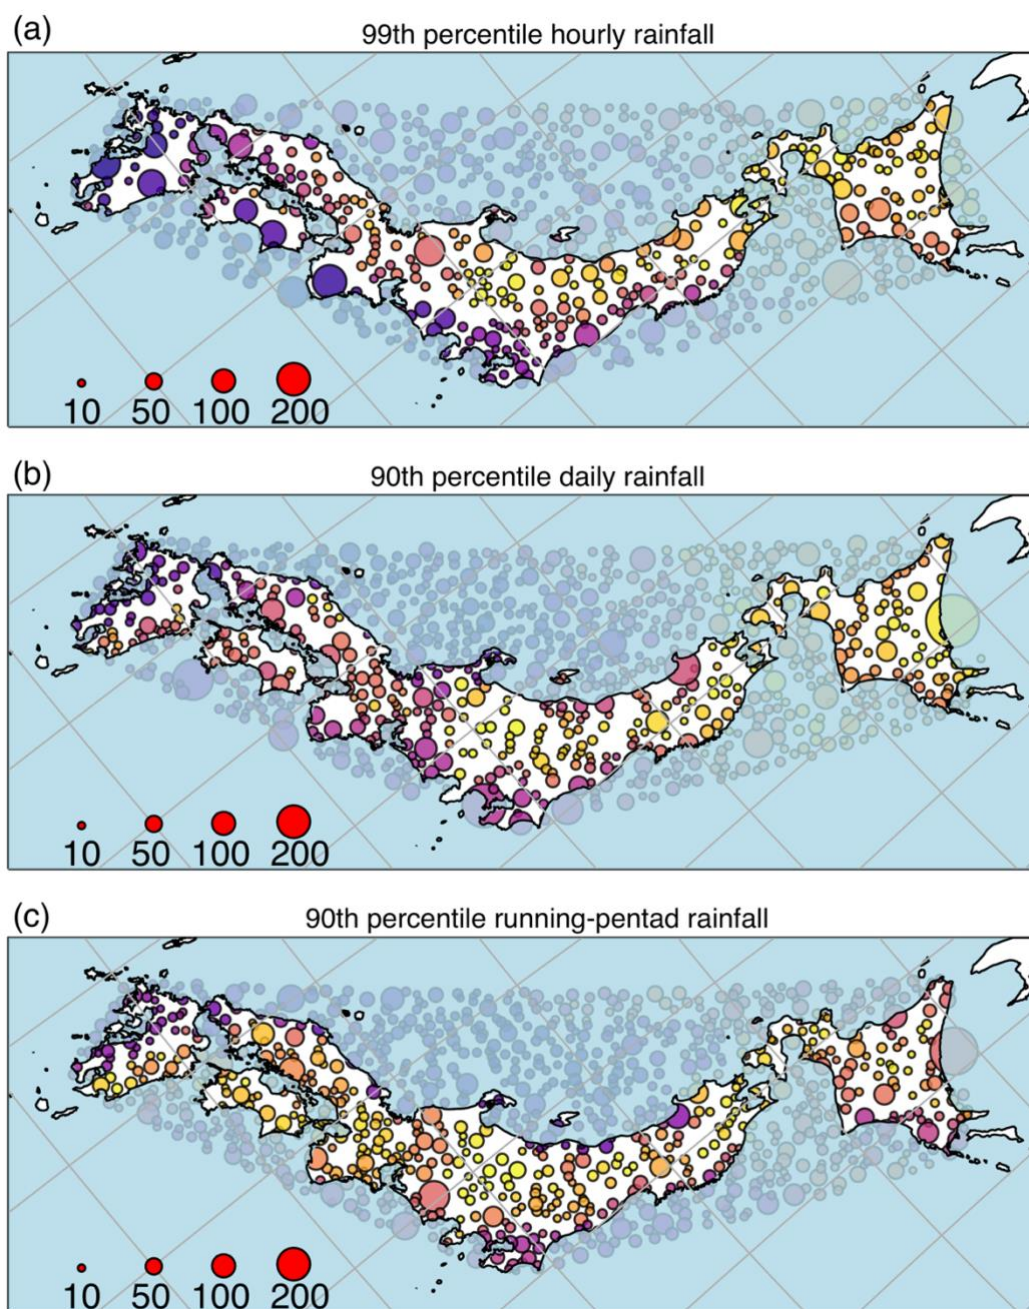 (a)
99th percentile hourly rainfall
10 50 100 200
(b)
90th percentile daily rainfall
10 50 100 200
(c)
90th percentile running-pentad rainfall
10 50 100 200